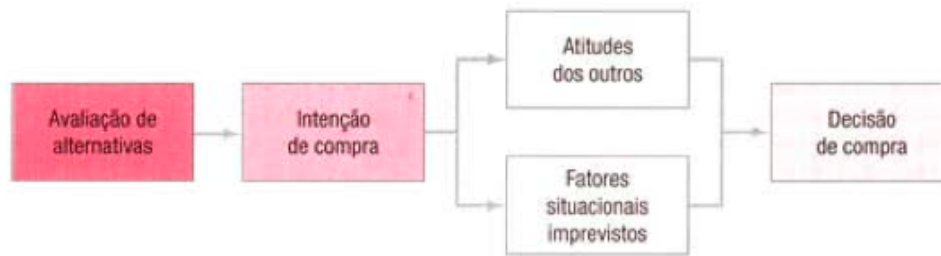 Avaliação de
alternativas
Intenção
de compra
Atitudes
dos outros
Fatores
situacionais
imprevistos
Decisão
de compra